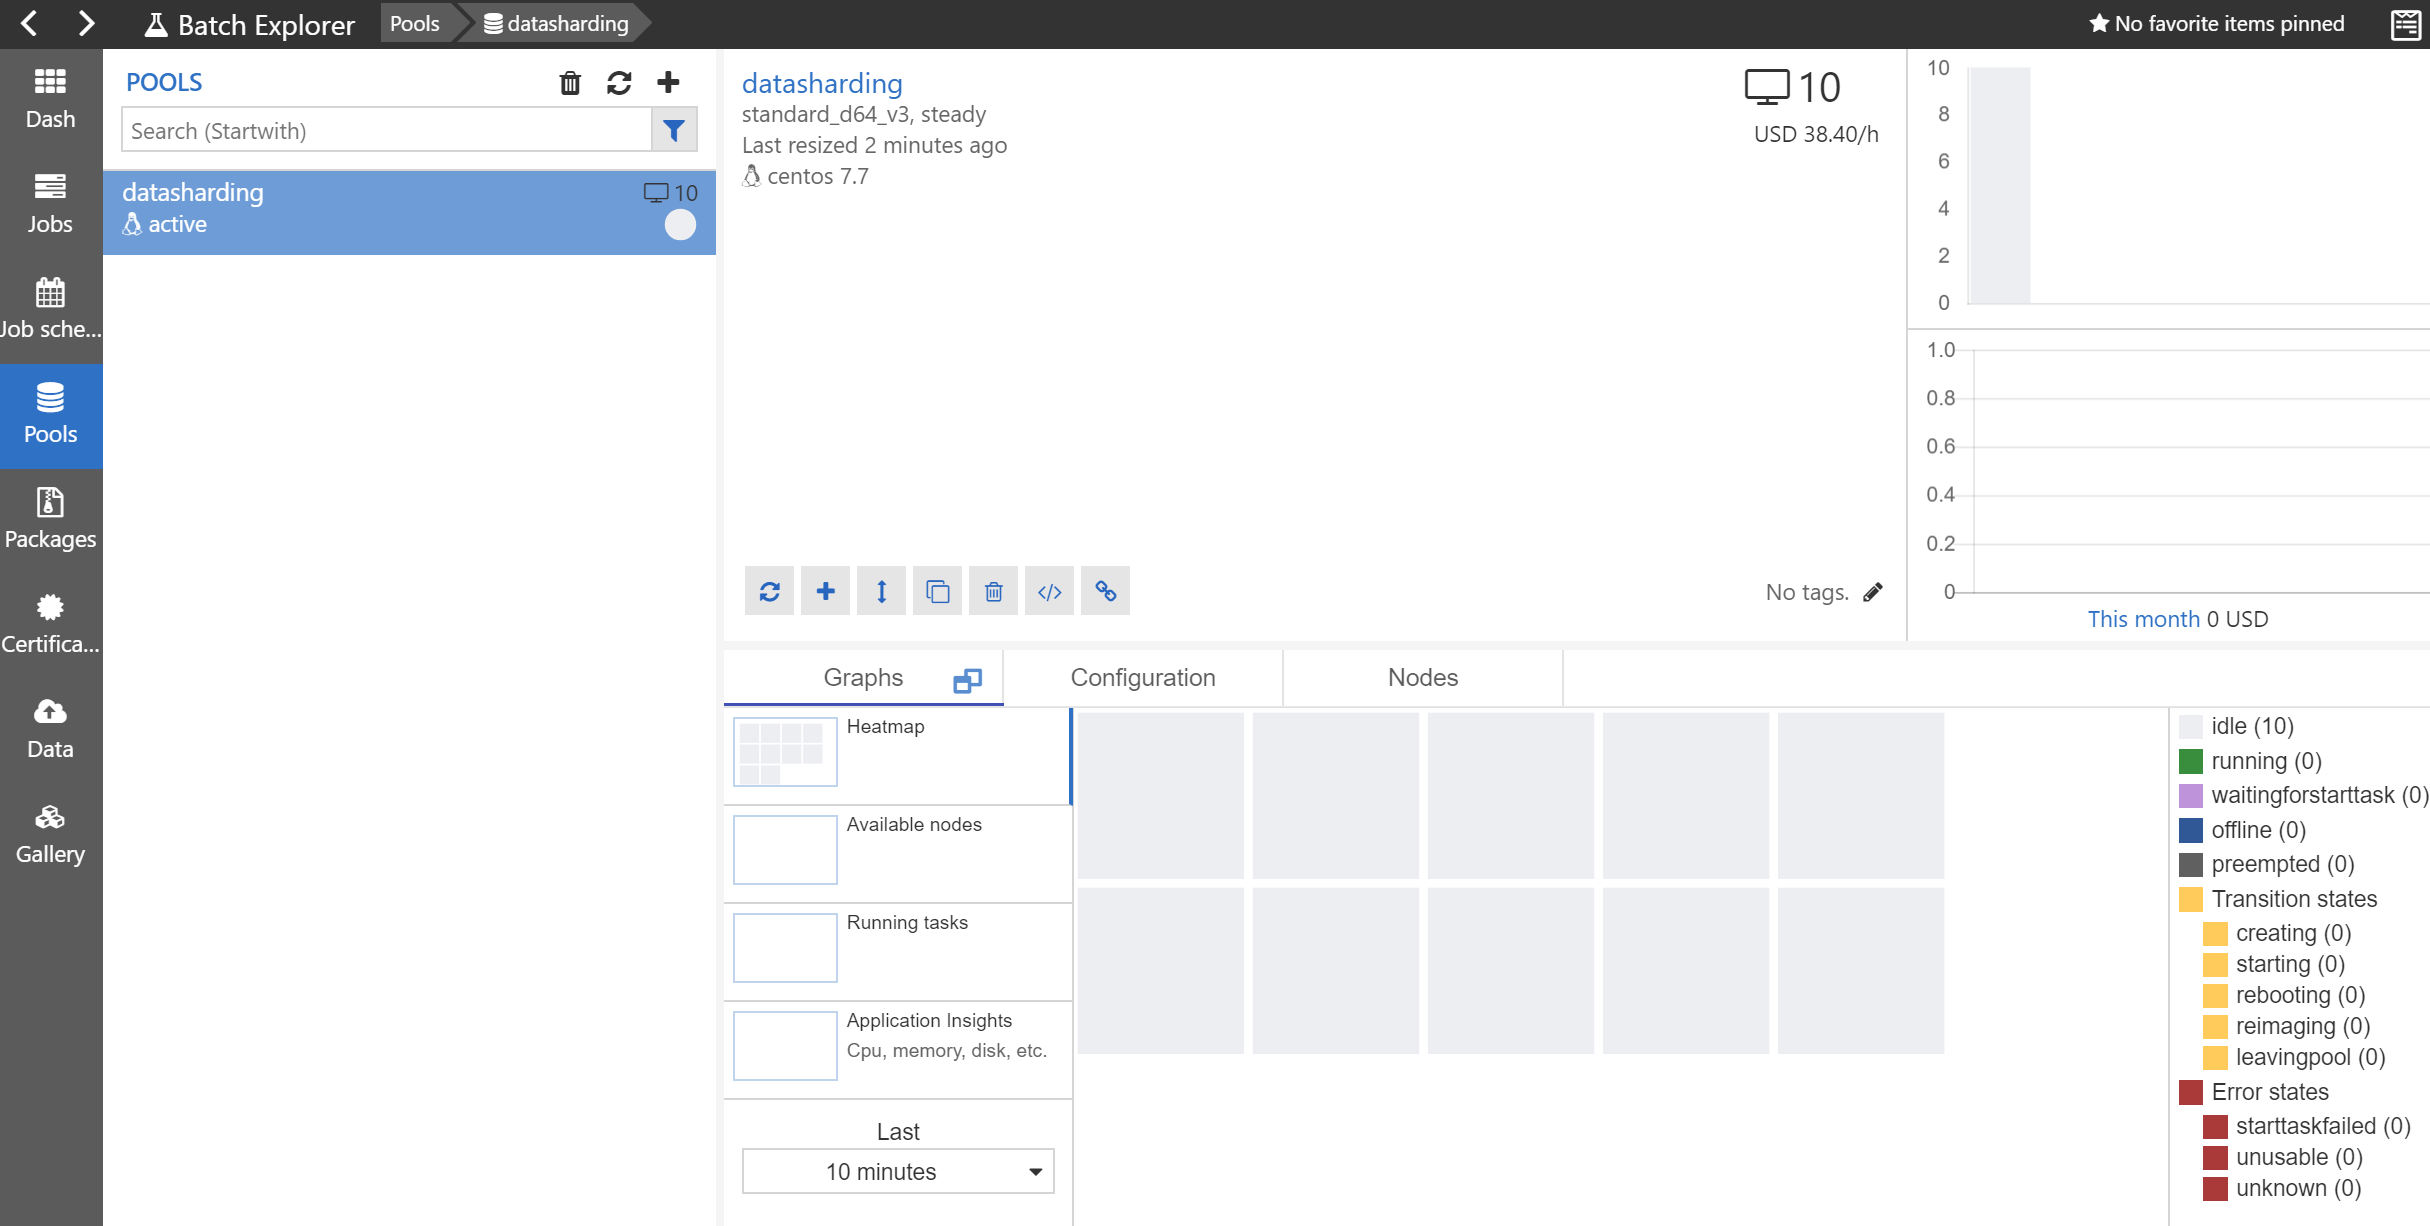 Batch Explorer
Pools
datasharding
No favorite items pinned
Dash
Jobs
Job sche...
Pools
Packages
Certifica...
Data
Gallery
POOLS
Search (Startwith)
datasharding
10
active
datasharding
standard_d64_v3, steady
Last resized 2 minutes ago
centos 7.7
10
USD 38.40/h
No tags.
10
8
6
4
2
0
1.0
0.8
0.6
0.4
0.2
0
This month 0 USD
Graphs
Configuration
Nodes
Heatmap
Available nodes
Running tasks
Application Insights
Cpu, memory, disk, etc.
Last
10 minutes
idle (10)
running (0)
waitingforstarttask (0)
offline (0)
preempted (0)
Transition states
creating (0)
starting (0)
rebooting (0)
reimaging (0)
leavingpool (0)
Error states
starttaskfailed (0)
unusable (0)
unknown (0)